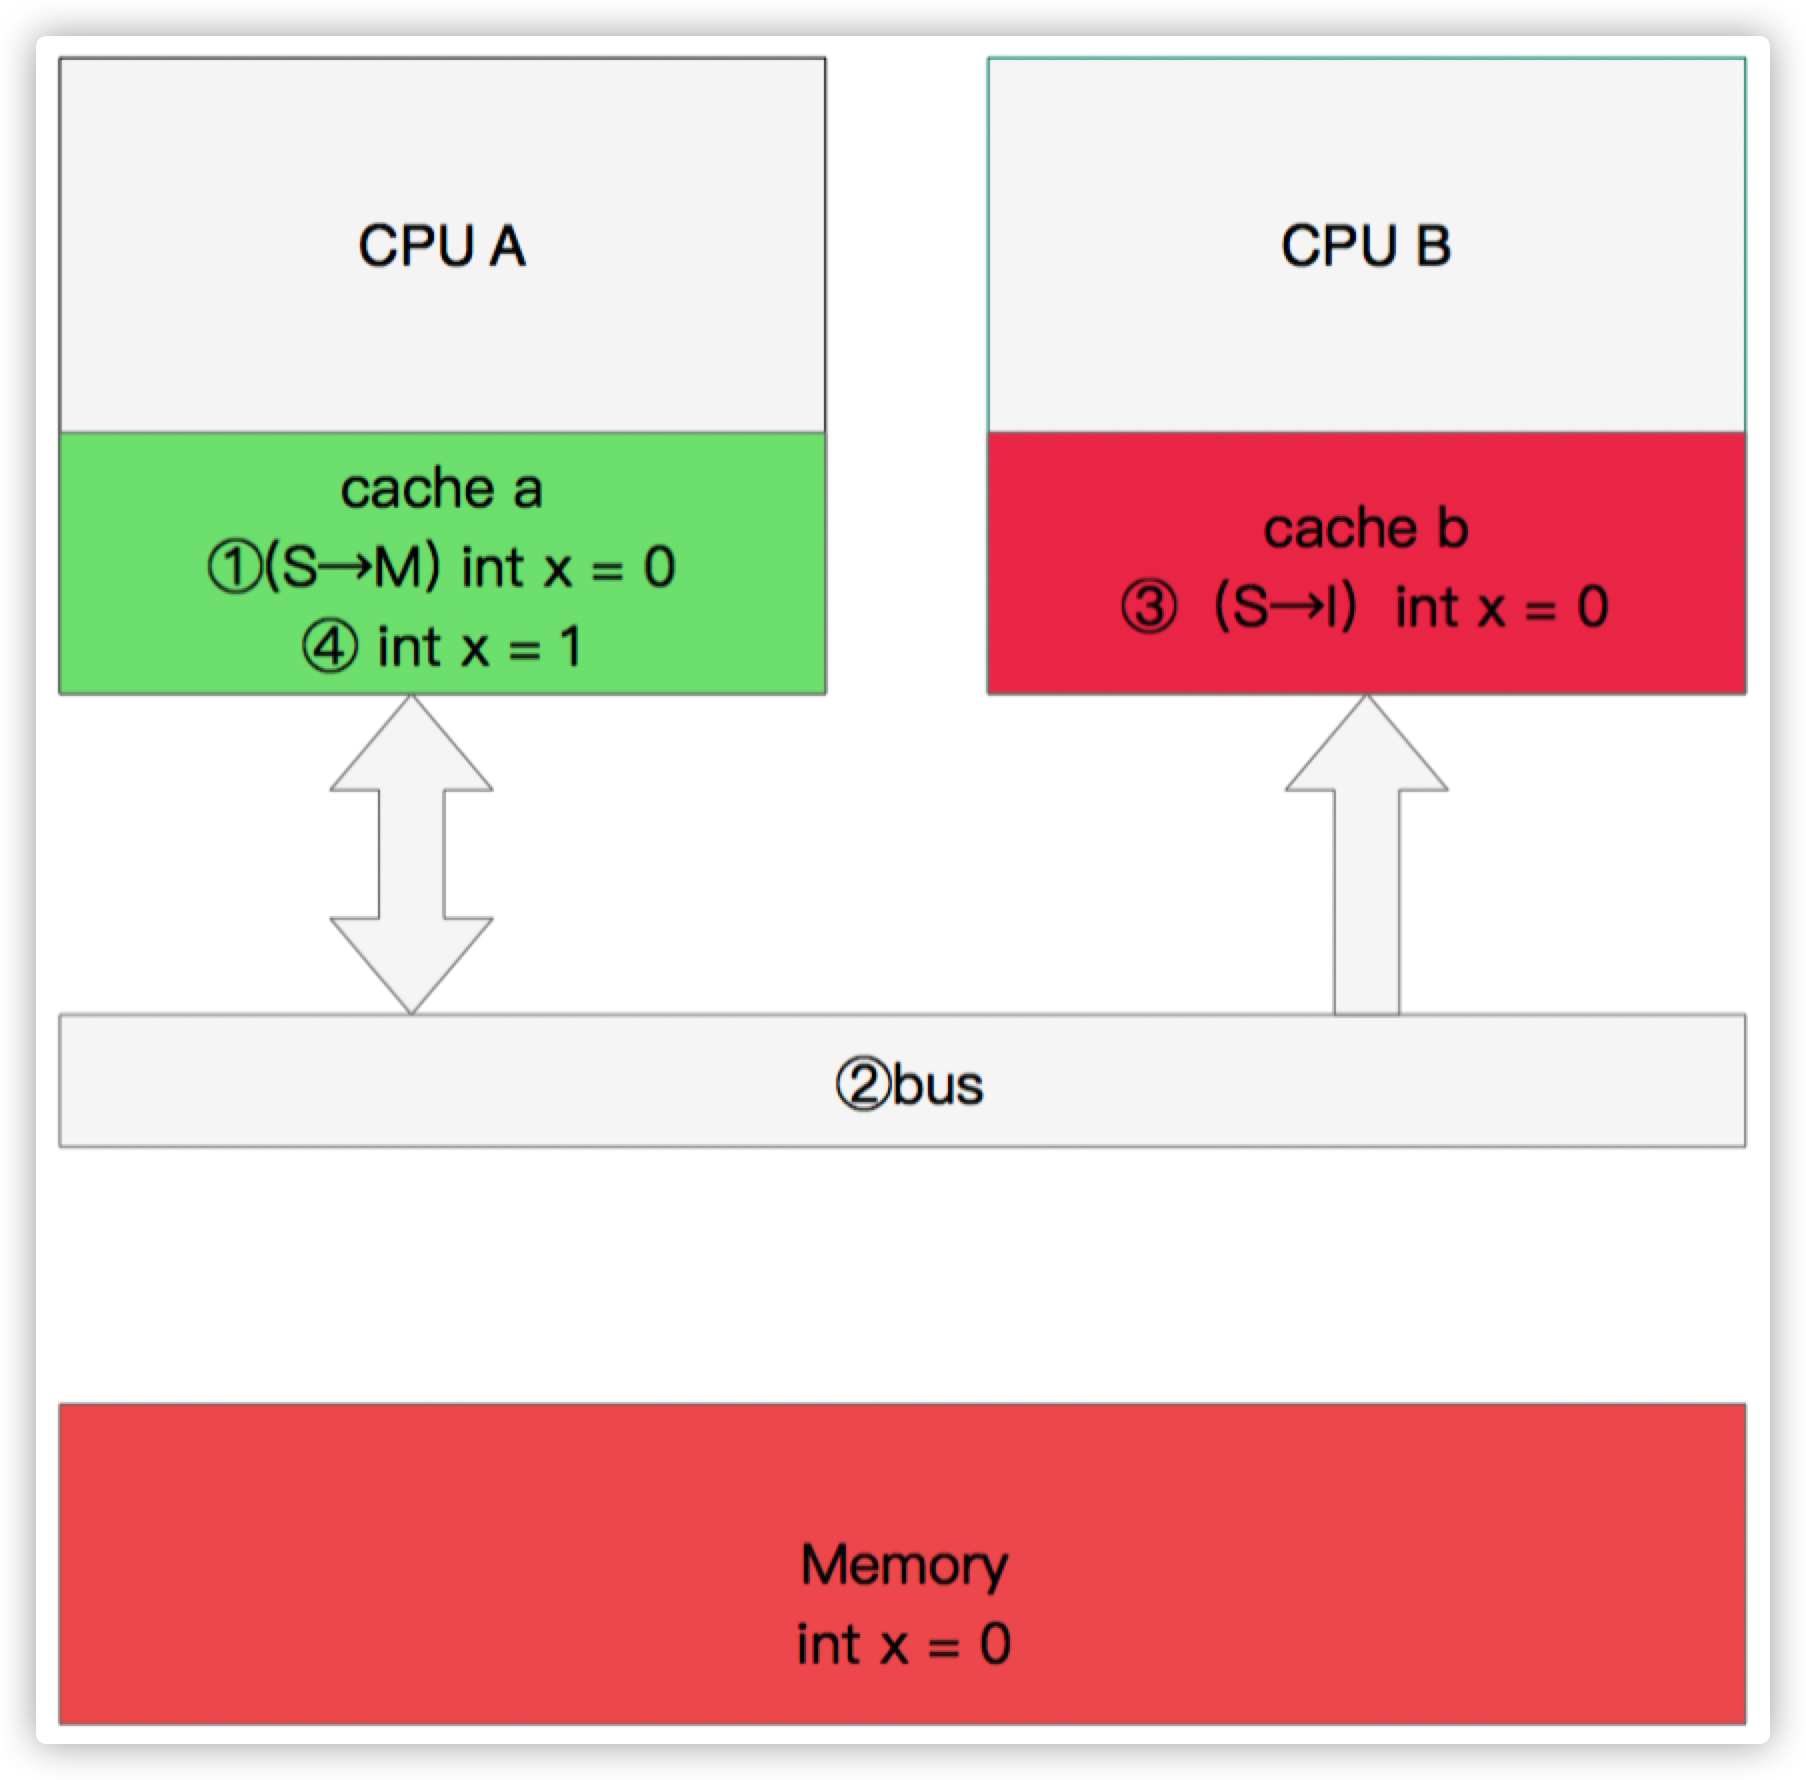 CPU A
cache a
①(S→M) int x = 0
④ int x = 1
CPU B
cache b
③ (S→I) int x = 0
②bus
Memory
int x = 0